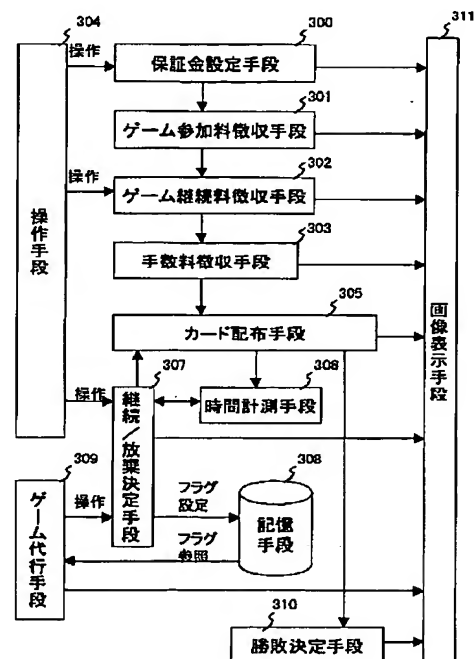 304
操作
300
311
保証金設定手段
301
ゲーム参加料徴収手段
操作
302
ゲーム継続料徴収手段
303
手数料徴収手段
操作手段
305
カード配布手段
画像表示手段
307
308
操作
継続/放棄決定手段
時間計測手段
309
操作
フラグ
設定
308
記憶
手段
ゲーム代行手段
フラグ
参照
310
勝敗決定手段